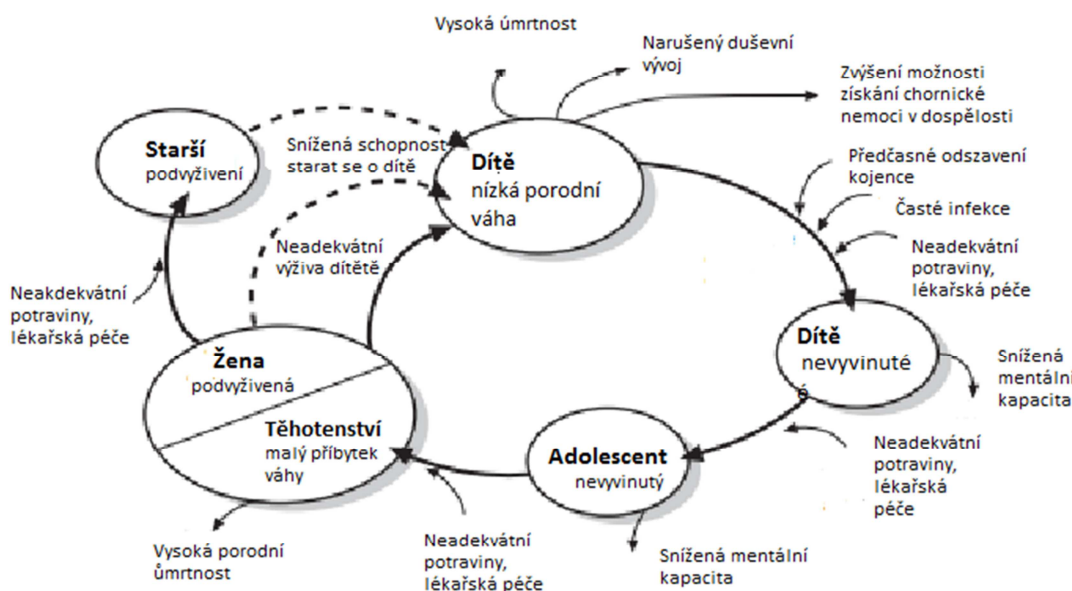 Vysoká úmrtnost
Narušený duševní
vývoj
Zvýšení možnosti
získání chornické
nemoci v dospělosti
Starší
podvyživení
Snížená schopnost
starat se o dítě
Dítě
nízká porodní
váha
Předčasné odszavení
kojence
Časté infekce
Neadekvátní
potraviny,
lékařská péče
Neadekvátní
výživa dítětě
Neakdekvátní
potraviny,
lékařská péče
Žena
podvyživená
Dítě
nevyvinuté
é
Snížená
mentální
kapacita
Těhotenství
malý příbytek
váhy
Adolescent
nevyvinutý
Neadekvátní
potraviny,
lékařská
péče
Vysoká porodní
ůmrtnost
Neadekvátní
potraviny,
lékařská péče
Snížená mentální
kapacita